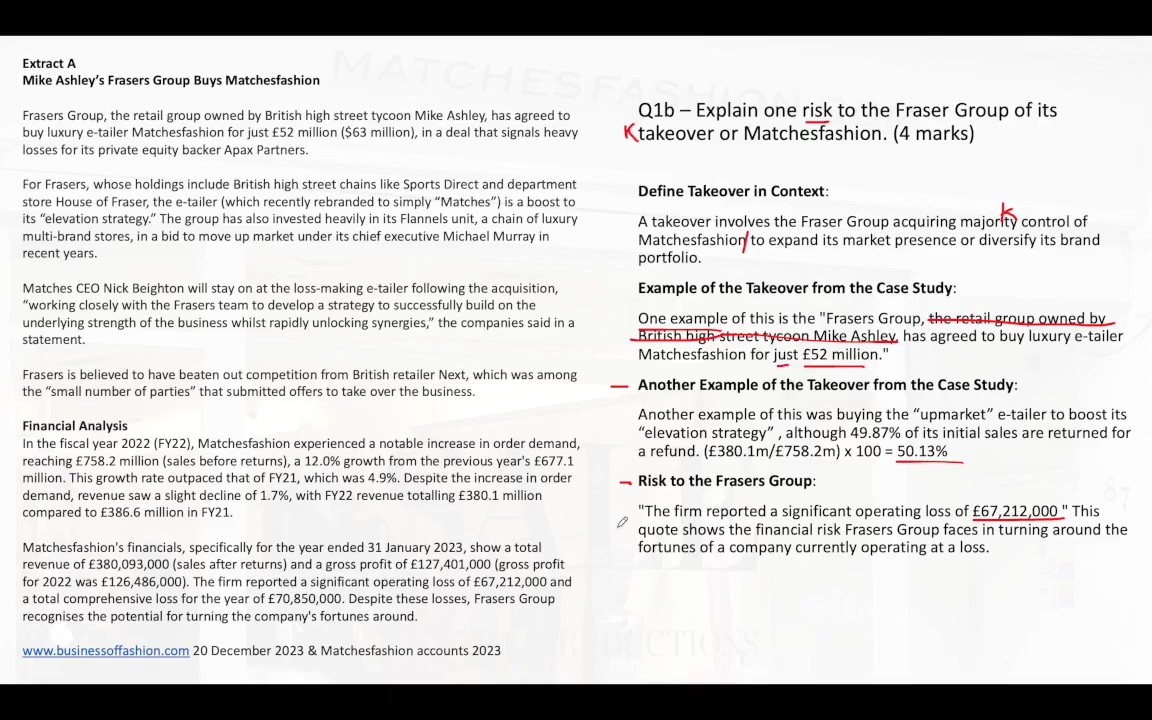 MATCHESFASHION
Extract A
Mike Ashley's Frasers Group Buys Matchesfashion
Frasers Group, the retail group owned by British high street tycoon Mike Ashley, has agreed to
buy luxury e-tailer Matchesfashion for just £52 million ($63 million), in a deal that signals heavy
losses for its private equity backer Apax Partners.
For Frasers, whose holdings include British high street chains like Sports Direct and department
store House of Fraser, the e-tailer (which recently rebranded to simply “Matches”) is a boost to
its “elevation strategy.” The group has also invested heavily in its Flannels unit, a chain of luxury
multi-brand stores, in a bid to move up market under its chief executive Michael Murray in
recent years.
Matches CEO Nick Beighton will stay on at the loss-making e-tailer following the acquisition,
“working closely with the Frasers team to develop a strategy to successfully build on the
underlying strength of the business whilst rapidly unlocking synergies,” the companies said in a
statement.
Frasers is believed to have beaten out competition from British retailer Next, which was among
the “small number of parties” that submitted offers to take over the business.
Financial Analysis
In the fiscal year 2022 (FY22), Matchesfashion experienced a notable increase in order demand,
reaching £758.2 million (sales before returns), a 12.0% growth from the previous year's £677.1
million. This growth rate outpaced that of FY21, which was 4.9%. Despite the increase in order
demand, revenue saw a slight decline of 1.7%, with FY22 revenue totalling £380.1 million
compared to £386.6 million in FY21.
Matchesfashion's financials, specifically for the year ended 31 January 2023, show a total
revenue of £380,093,000 (sales after returns) and a gross profit of £127,401,000 (gross profit
for 2022 was £126,486,000). The firm reported a significant operating loss of £67,212,000 and
a total comprehensive loss for the year of £70,850,000. Despite these losses, Frasers Group
recognises the potential for turning the company's fortunes around.
www.businessoffashion.com 20 December 2023 & Matchesfashion accounts 2023
Q1b – Explain one risk to the Fraser Group of its
K takeover or Matchesfashion. (4 marks)
Define Takeover in Context:
K
A takeover involves the Fraser Group acquiring majority control of
Matchesfashion to expand its market presence or diversify its brand
portfolio.
Example of the Takeover from the Case Study:
One example of this is the "Frasers Group, the retail group owned by
British high street tycoon Mike Ashley, has agreed to buy luxury e-tailer
Matchesfashion for just £52 million."
Another Example of the Takeover from the Case Study:
Another example of this was buying the “upmarket” e-tailer to boost its
“elevation strategy” , although 49.87% of its initial sales are returned for
a refund. (£380.1m/£758.2m) x 100 = 50.13%
Risk to the Frasers Group:
"The firm reported a significant operating loss of £67,212,000 " This
quote shows the financial risk Frasers Group faces in turning around the
fortunes of a company currently operating at a loss.